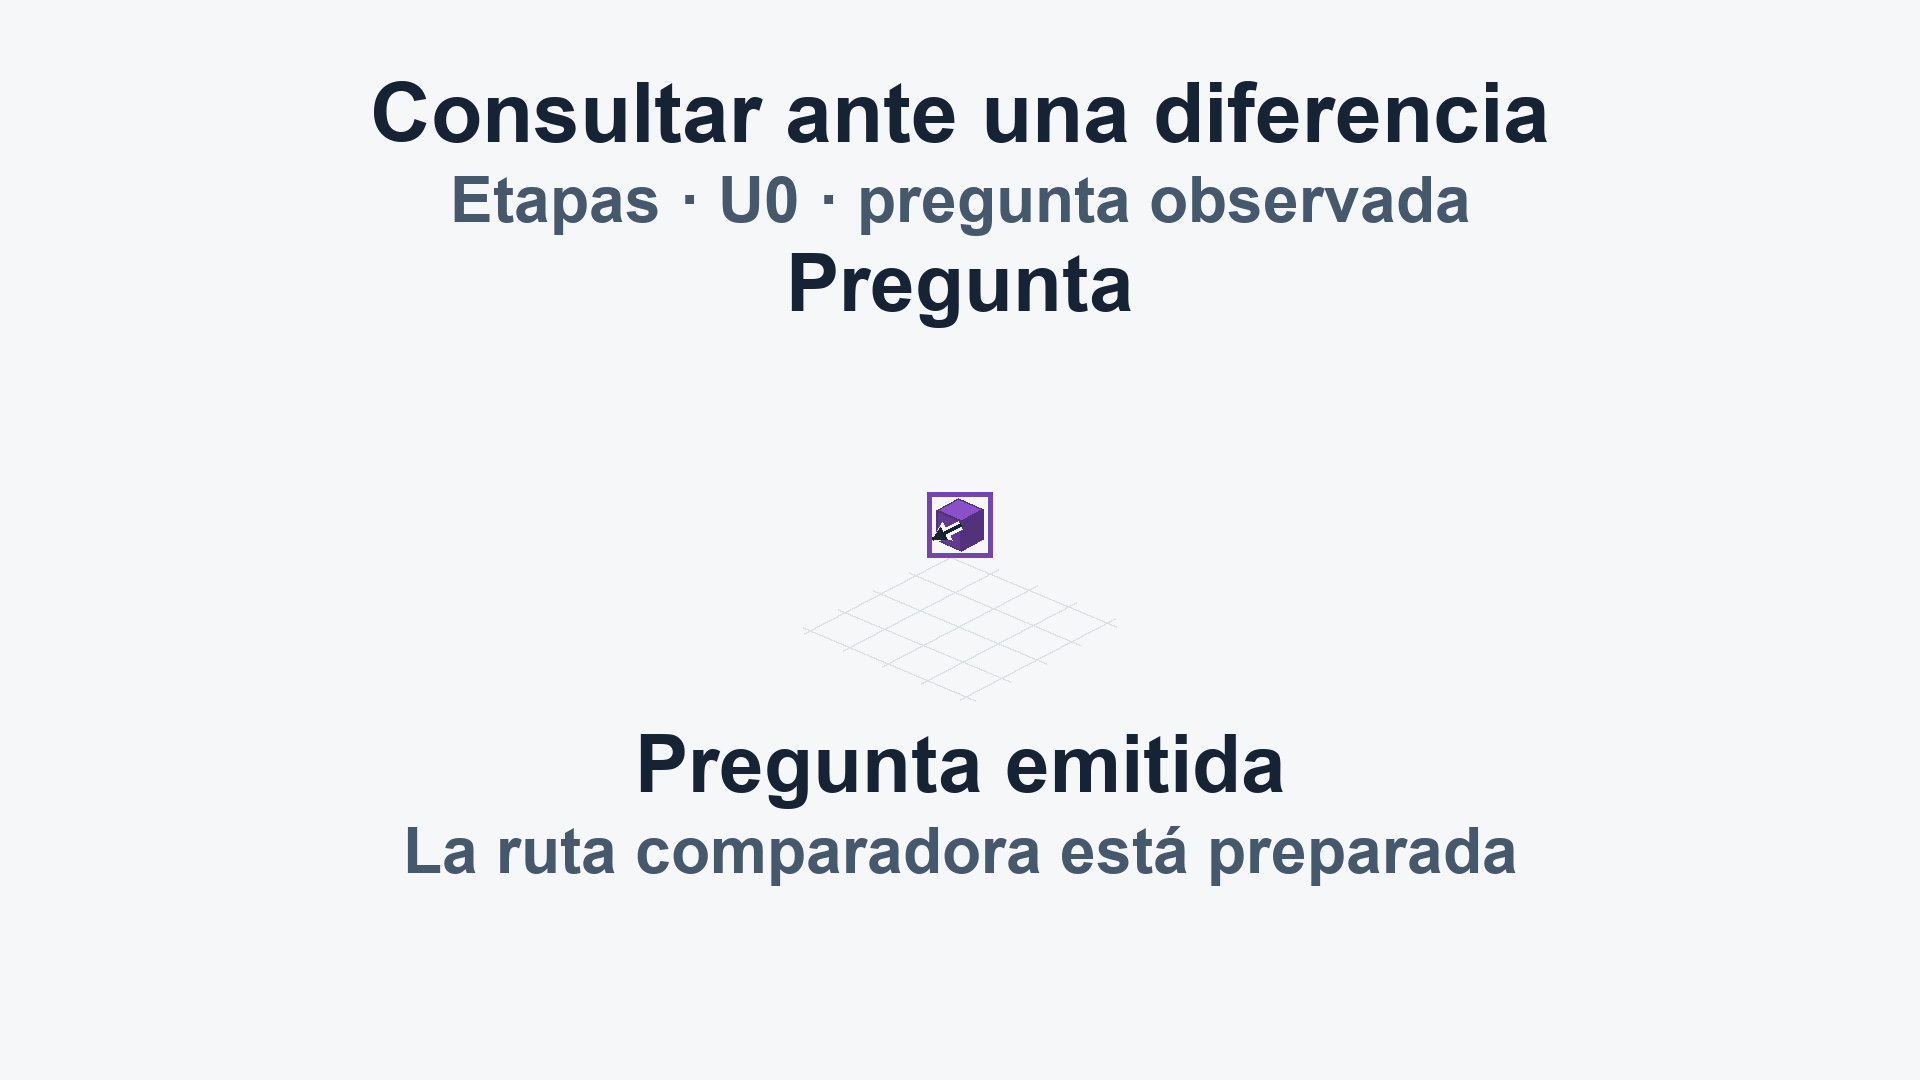 Consultar ante una diferencia
Etapas · U0 · pregunta observada
Pregunta
Pregunta emitida
La ruta comparadora está preparada